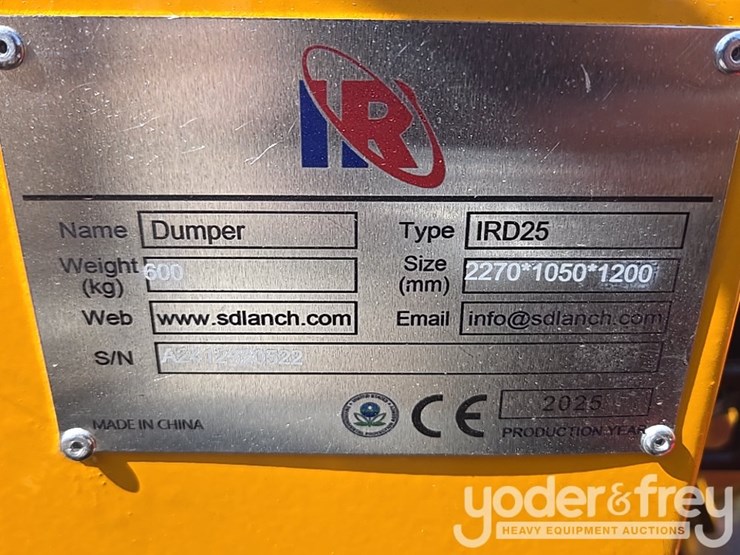 IR
Name Dumper Type IRD25
Weight (kg) 600 Size (mm) 2270*1050*1200
Web www.sdlanch.com Email info@sdlanch.com
S/N
MADE IN CHINA CE 2025
PRODUCTION YEAR
yoder&frey
HEAVY EQUIPMENT AUCTIONS